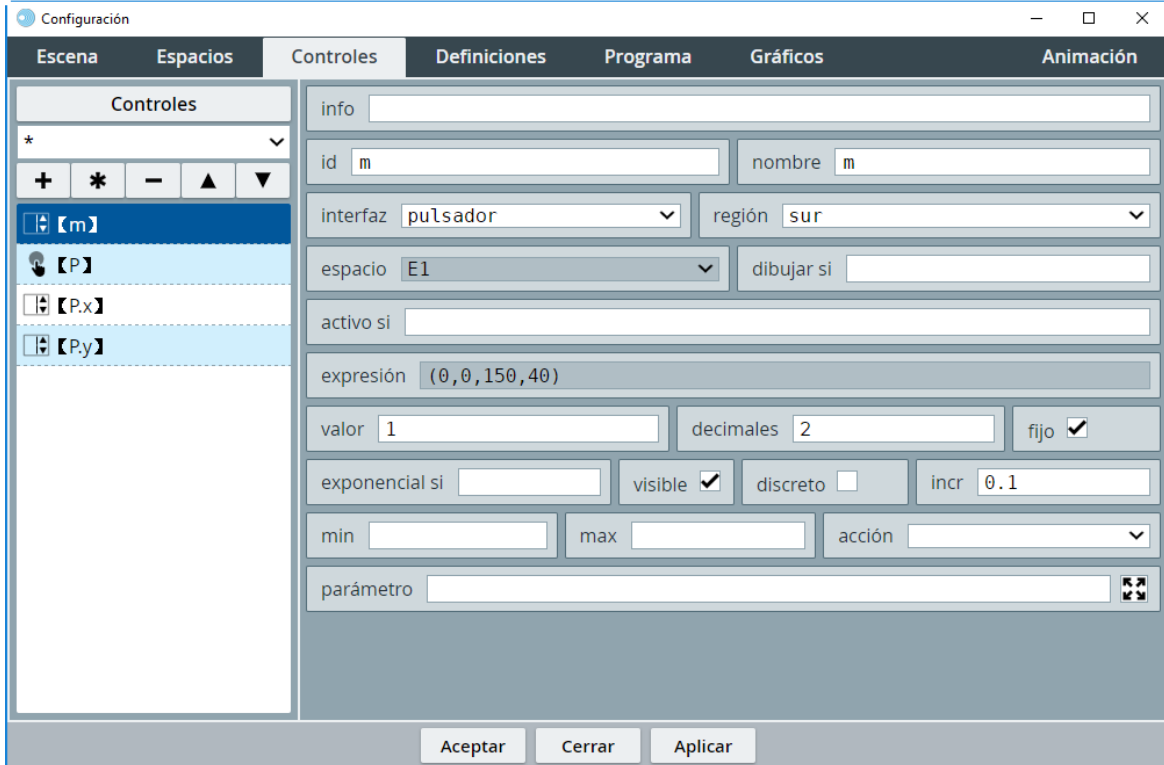 Configuración
Escena Espacios Controles Definiciones Programa Gráficos Animación
Controles
*
【m】
【P】
【P.x】
【P.y】
info
id m nombre m
interfaz pulsador región sur
espacio E1 dibujar si
activo si
expresión (0,0,150,40)
valor 1 decimales 2 fijo
exponencial si visible discreto incr 0.1
min max acción
parámetro
Aceptar Cerrar Aplicar